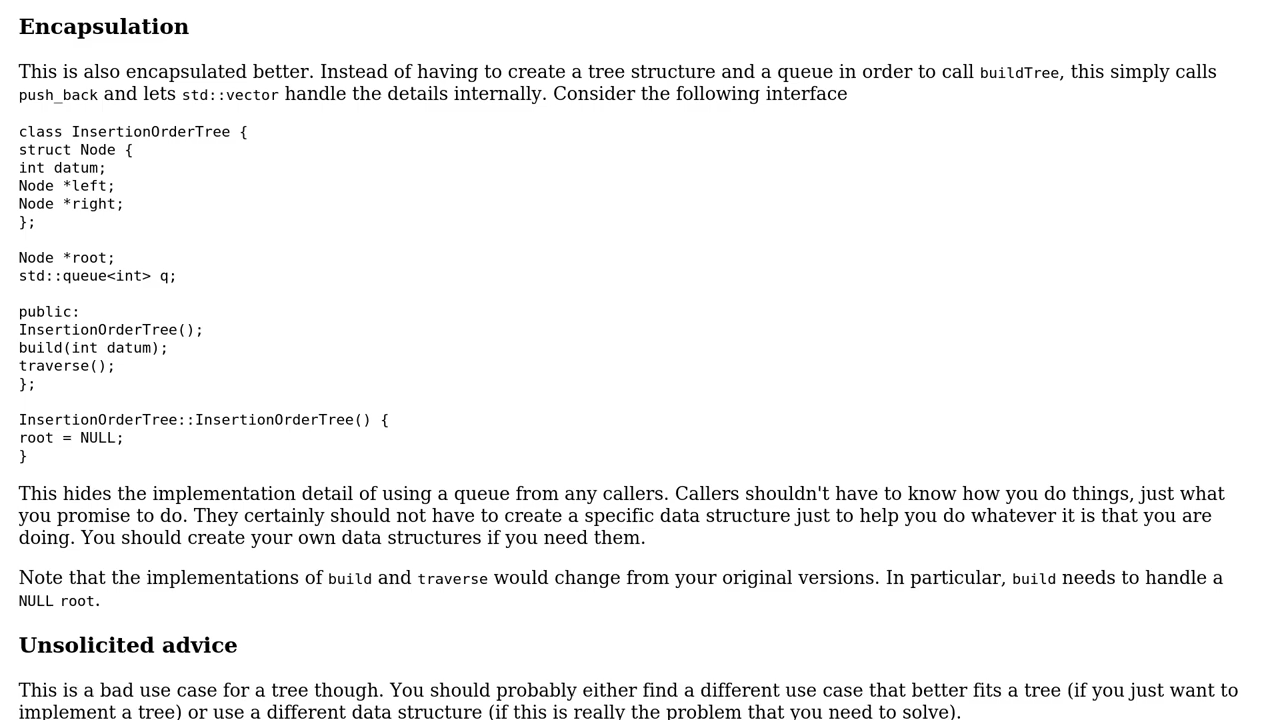 Encapsulation
This is also encapsulated better. Instead of having to create a tree structure and a queue in order to call buildTree, this simply calls
push_back and lets std::vector handle the details internally. Consider the following interface
class InsertionOrderTree {
struct Node {
int datum;
Node *left;
Node *right;
};
Node *root;
std::queue<int> q;
public:
InsertionOrderTree();
build(int datum);
traverse();
};
InsertionOrderTree::InsertionOrderTree() {
root = NULL;
}
This hides the implementation detail of using a queue from any callers. Callers shouldn't have to know how you do things, just what
you promise to do. They certainly should not have to create a specific data structure just to help you do whatever it is that you are
doing. You should create your own data structures if you need them.
Note that the implementations of build and traverse would change from your original versions. In particular, build needs to handle a
NULL root.
Unsolicited advice
This is a bad use case for a tree though. You should probably either find a different use case that better fits a tree (if you just want to
implement a tree) or use a different data structure (if this is really the problem that you need to solve).